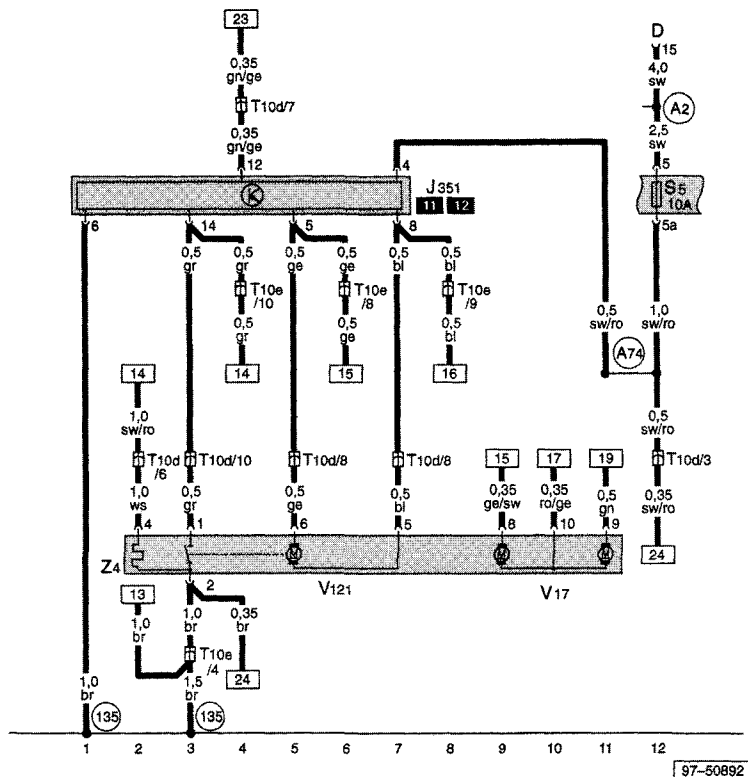 23
D
15
0,35
gn/ge
4,0
sw
T10d/7
A2
0,35
gn/ge
2,5
sw
12
4
5
K
J351
11 12
S5
10A
6
14
5
8
5a
0,5
gr
0,5
gr
0,5
ge
0,5
ge
0,5
bl
0,5
bl
T10e
/10
T10e
/8
T10e
/9
0,5
gr
0,5
ge
0,5
bl
0,5
sw/ro
1,0
sw/ro
A74
14
14
15
16
1,0
sw/ro
0,5
sw/ro
T10d
/6
T10d/10
T10d/8
T10d/8
15
17
19
T10d/3
1,0
ws
0,5
gr
0,5
ge
0,5
bl
0,35
ge/sw
0,35
ro/ge
0,5
gn
0,35
sw/ro
4
1
6
5
8
10
9
24
Z4
M
M
M
2
V121
V17
13
1,0
br
1,0
br
0,35
br
T10e
/4
24
1,0
br
135
1,5
br
135
1 2 3 4 5 6 7 8 9 10 11 12
97-50892